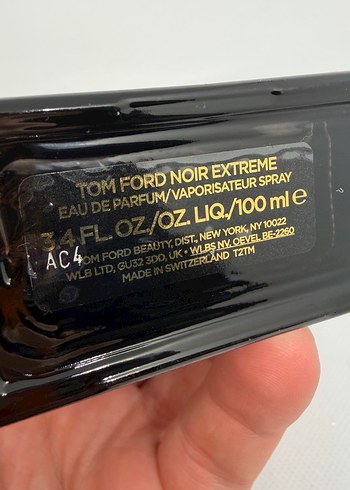 TOM FORD NOIR EXTREME
EAU DE PARFUM/VAPORISATEUR SPRAY
3.4 FL. OZ./OZ. LIQ./100 ml ℮
AC4
TOM FORD BEAUTY, DIST. NEW YORK, NY 10022
WLB LTD, GU32 3DD, UK • WLBS NV, OEVEL BE-2260
MADE IN SWITZERLAND T2TM